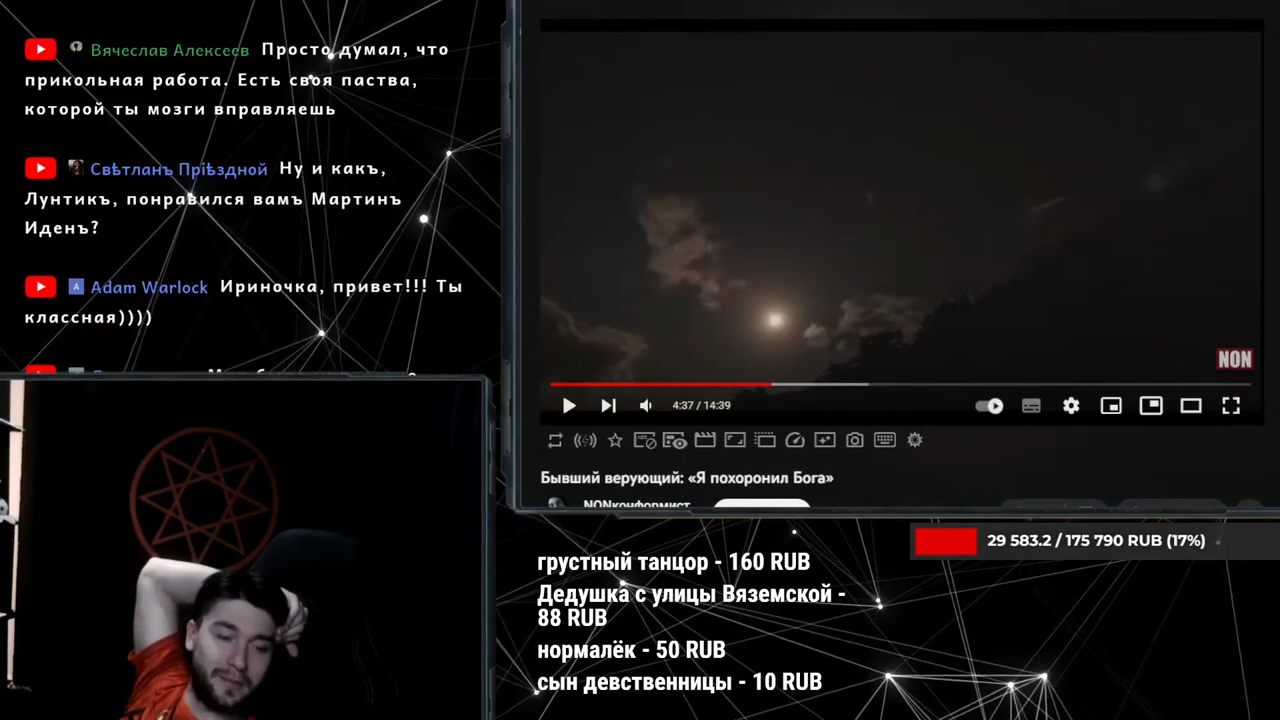 Вячеслав Алексеев Просто думал, что
прикольная работа. Есть своя паства,
которой ты мозги вправляешь
Свѣтланъ Пріѣздной Ну и какъ,
Лунтикъ, понравился вамъ Мартинъ
Иденъ?
A Adam Warlock Ириночка, привет!!! Ты
классная))))
NON
4:37 / 14:39
Бывший верующий: «Я похоронил Бога»
NONконформист
29 583.2 / 175 790 RUB (17%)
грустный танцор - 160 RUB
Дедушка с улицы Вяземской -
88 RUB
нормалёк - 50 RUB
сын девственницы - 10 RUB